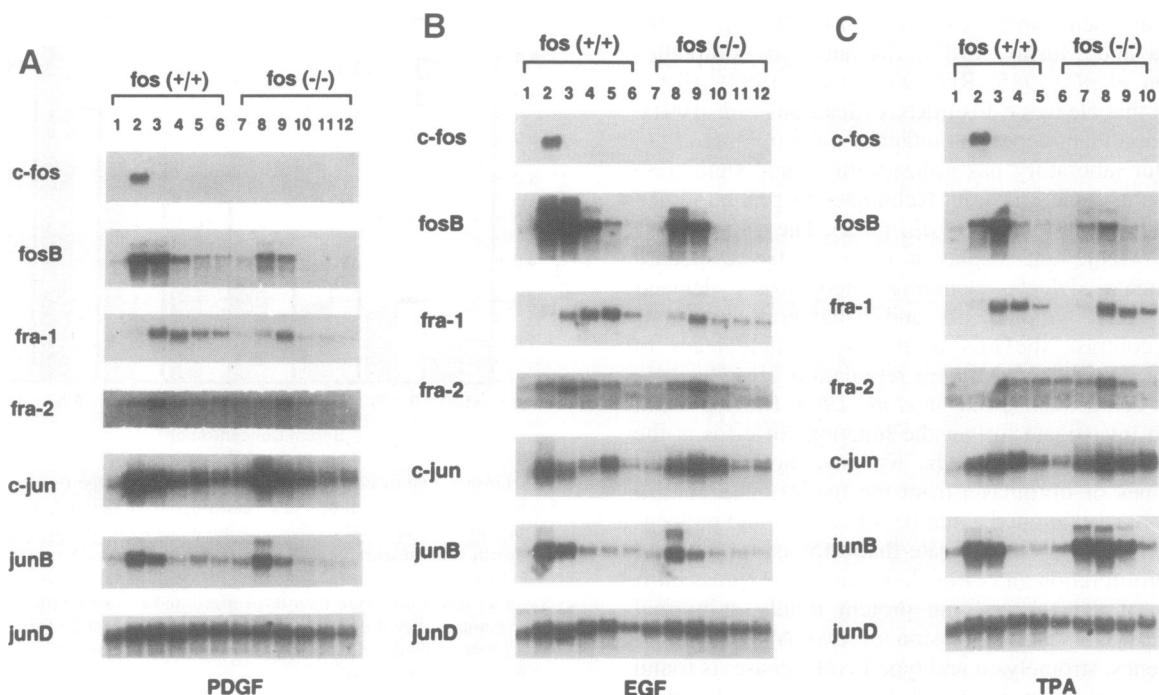 A
fos (+/+) fos (-/-)
1 2 3 4 5 6 7 8 9 10 11 12
c-fos
fosB
fra-1
fra-2
c-jun
junB
junD
PDGF
B
fos (+/+) fos (-/-)
1 2 3 4 5 6 7 8 9 10 11 12
c-fos
fosB
fra-1
fra-2
c-jun
junB
junD
EGF
C
fos (+/+) fos (-/-)
1 2 3 4 5 6 7 8 9 10
c-fos
fosB
fra-1
fra-2
c-jun
junB
junD
TPA